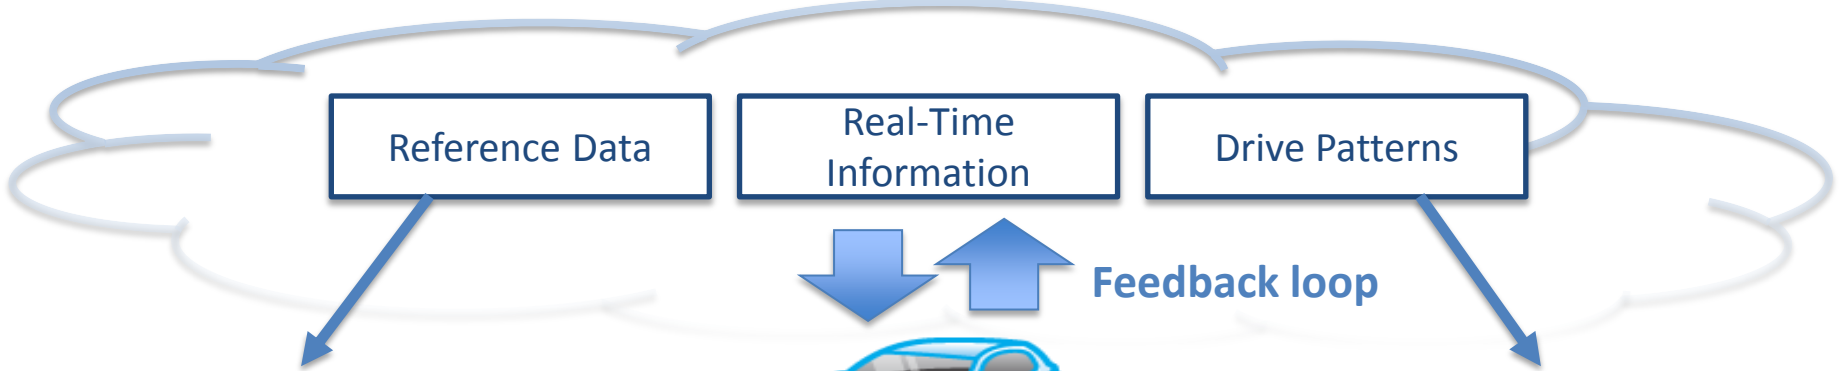 Reference Data
Real-Time
Information
Drive Patterns
Feedback loop